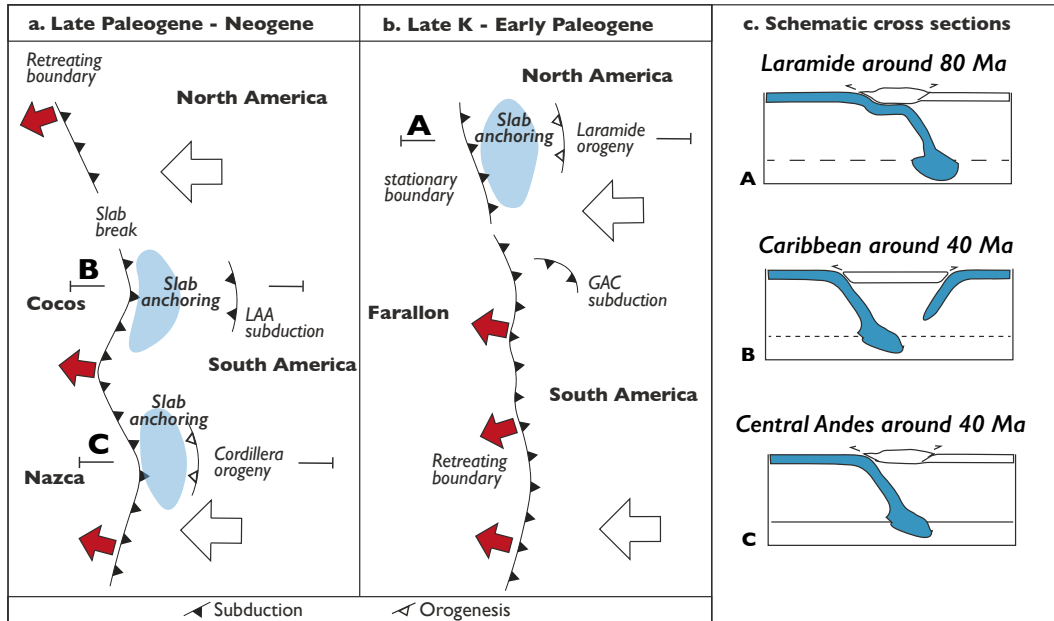 a. Late Paleogene - Neogene
Retreating
boundary
North America
Slab
break
B
Cocos
Slab
anchoring
LAA
subduction
South America
Slab
anchoring
C
Nazca
Cordillera
orogeny
b. Late K - Early Paleogene
North America
A
Slab
anchoring
Laramide
orogeny
stationary
boundary
GAC
subduction
Farallon
South America
Retreating
boundary
Subduction
Orogenesis
c. Schematic cross sections
Laramide around 80 Ma
A
Caribbean around 40 Ma
B
Central Andes around 40 Ma
C